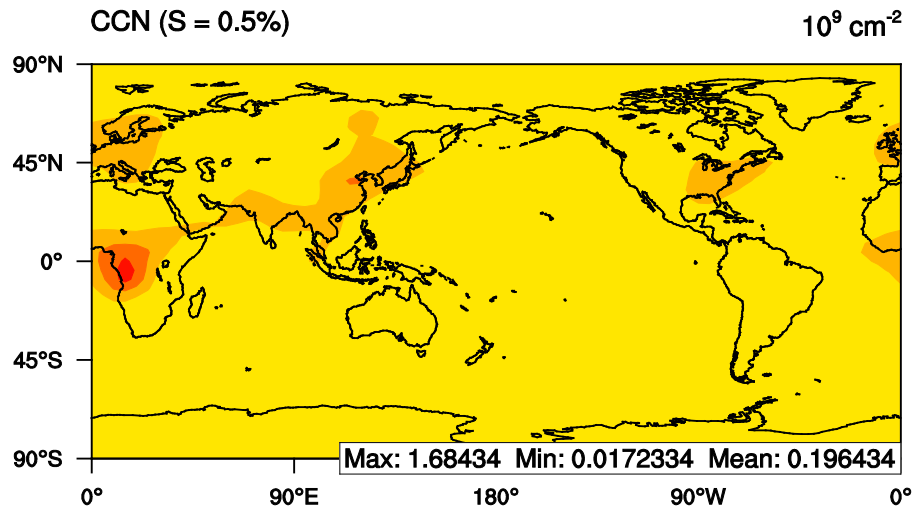 CCN (S = 0.5%) 10⁹ cm⁻²
90°N
45°N
0°
45°S
90°S
Max: 1.68434 Min: 0.0172334 Mean: 0.196434
0° 90°E 180° 90°W 0°